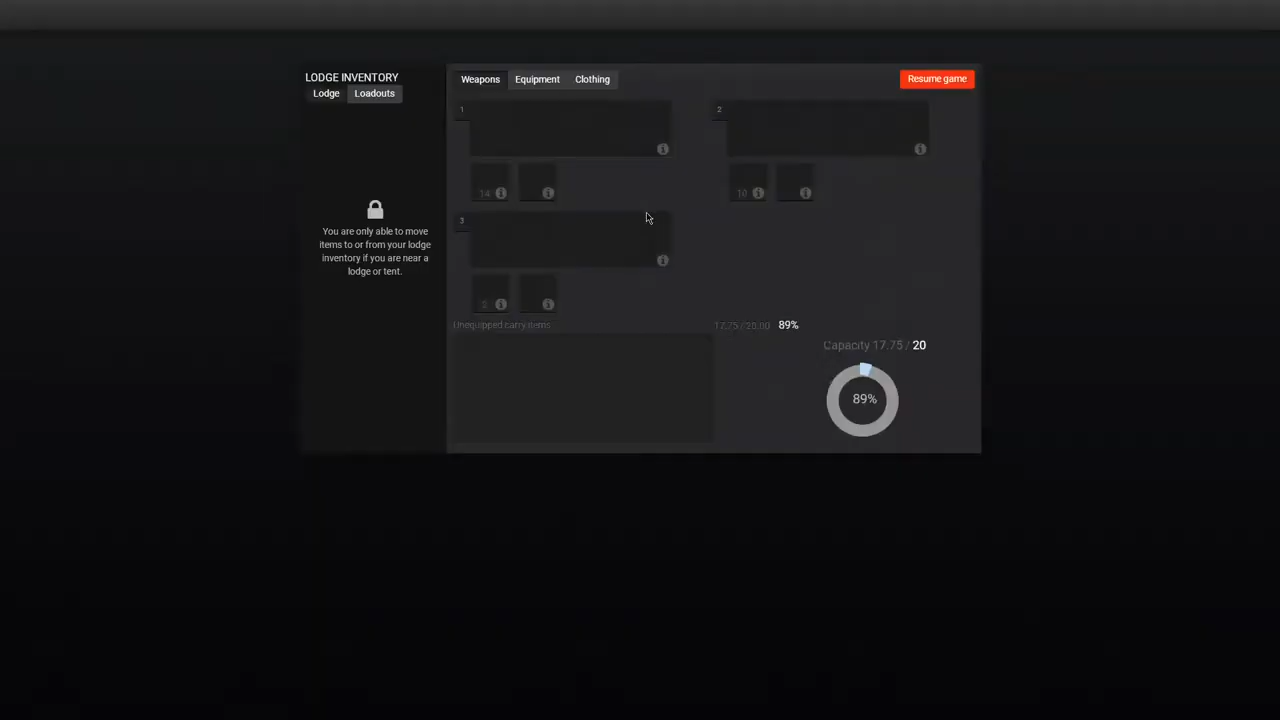 LODGE INVENTORY
Lodge Loadouts
Weapons Equipment Clothing
Resume game
1
2
14
10
You are only able to move
items to or from your lodge
inventory if you are near a
lodge or tent.
3
2
Unequipped carry items
17.75 / 20.00 89%
Capacity 17.75 / 20
89%